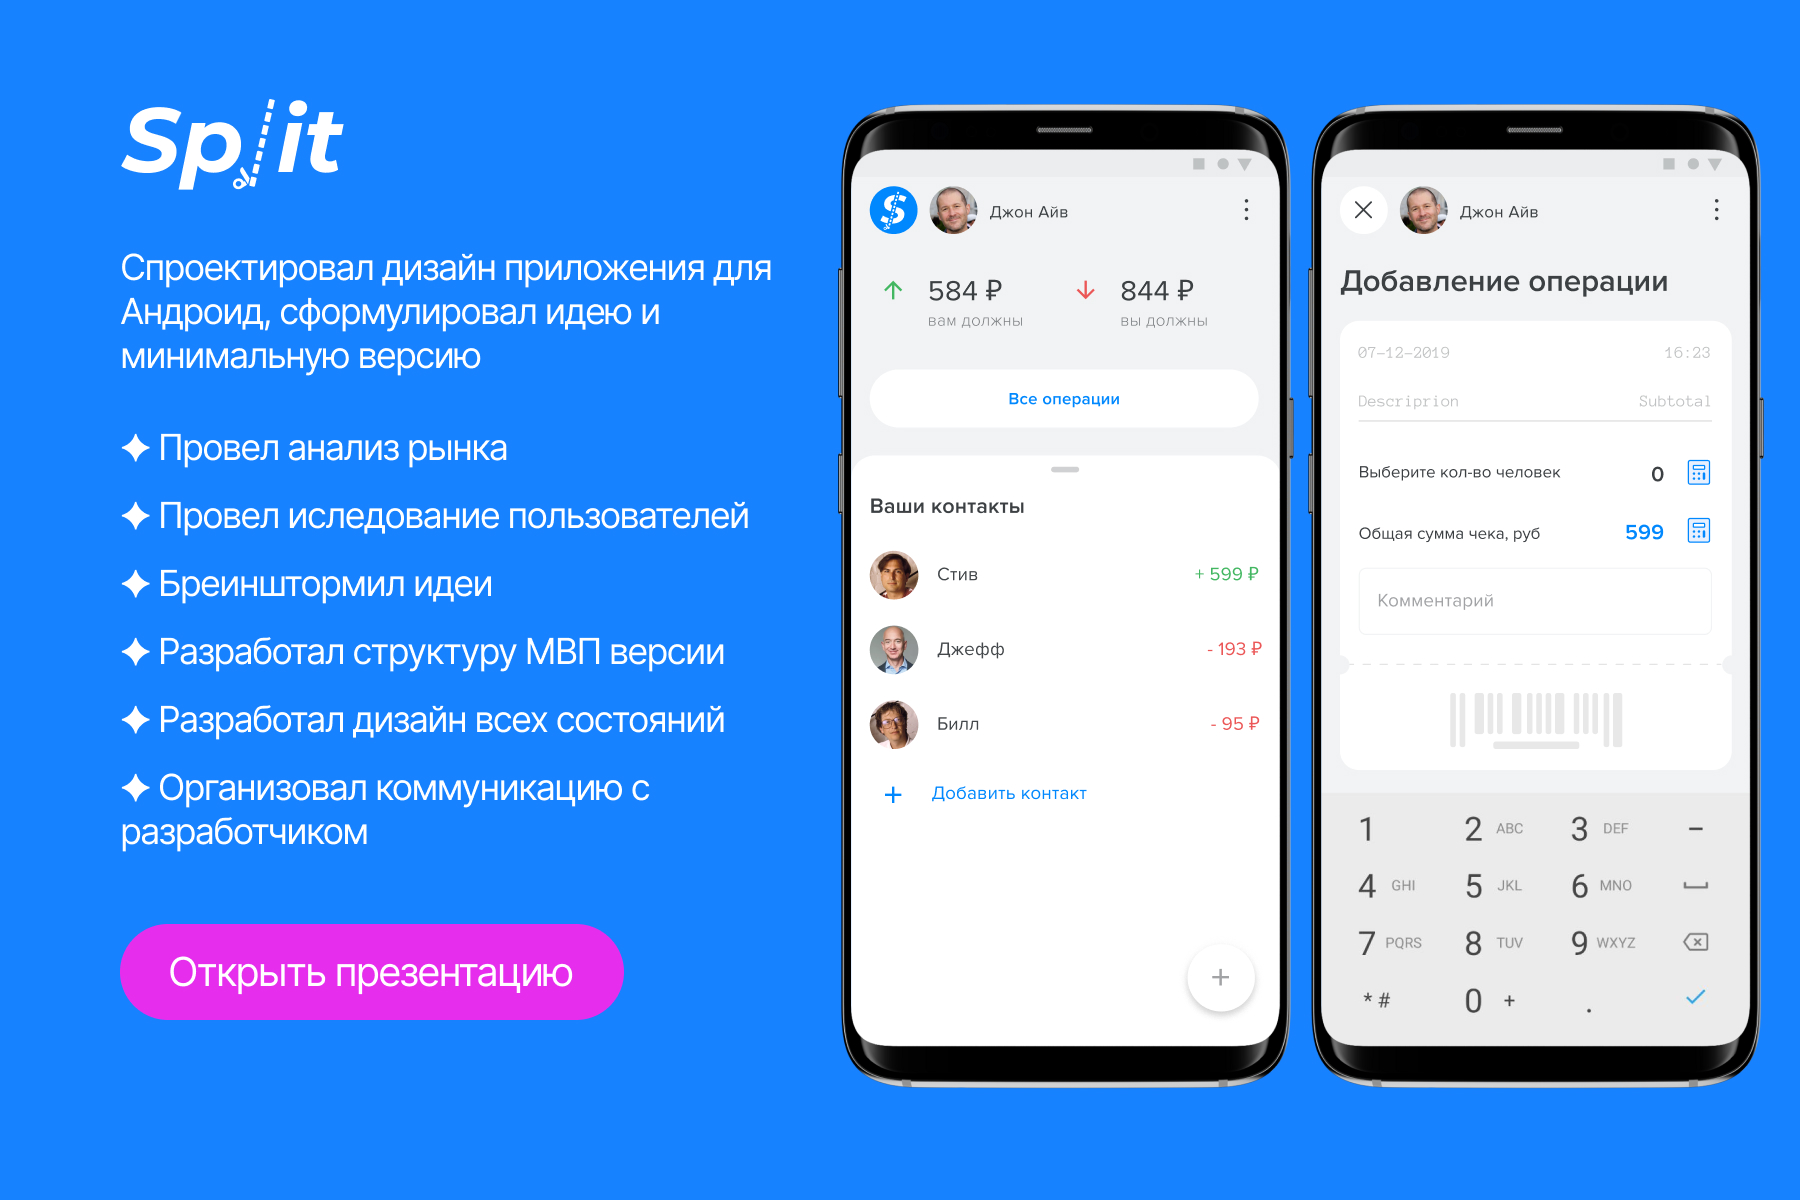 Split
Спроектировал дизайн приложения для
Андроид, сформулировал идею и
минимальную версию
✦ Провел анализ рынка
✦ Провел иследование пользователей
✦ Бреинштормил идеи
✦ Разработал структуру МВП версии
✦ Разработал дизайн всех состояний
✦ Организовал коммуникацию с
разработчиком
Открыть презентацию
S Джон Айв
584 ₽ 844 ₽
вам должны вы должны
Все операции
Ваши контакты
Стив + 599 ₽
Джефф - 193 ₽
Билл - 95 ₽
+ Добавить контакт
+
Джон Айв
Добавление операции
07-12-2019 16:23
Descriprion Subtotal
Выберите кол-во человек 0
Общая сумма чека, руб 599
Комментарий
1 2 ABC 3 DEF –
4 GHI 5 JKL 6 MNO
7 PQRS 8 TUV 9 WXYZ
* # 0 + .